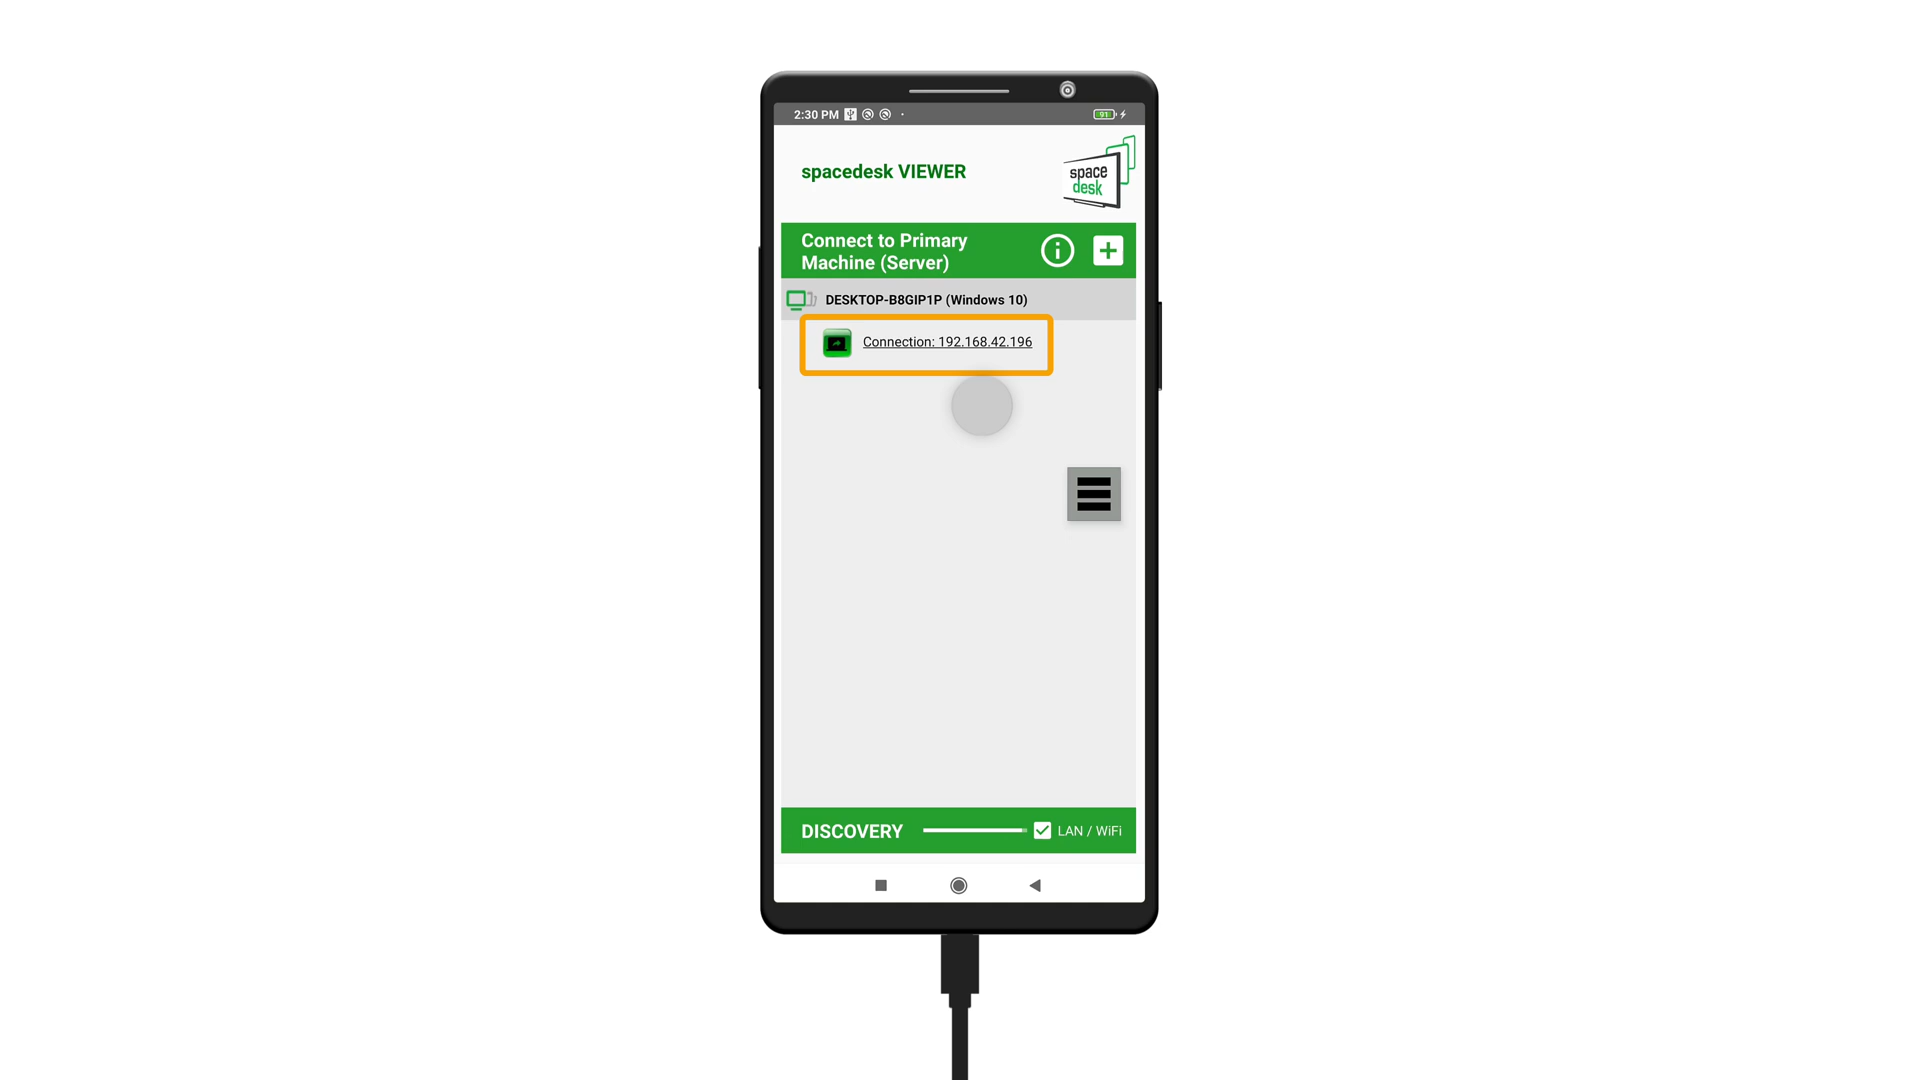 2:30 PM
91
spacedesk VIEWER
space
desk
Connect to Primary
Machine (Server)
DESKTOP-B8GIP1P (Windows 10)
Connection: 192.168.42.196
DISCOVERY
LAN / WiFi